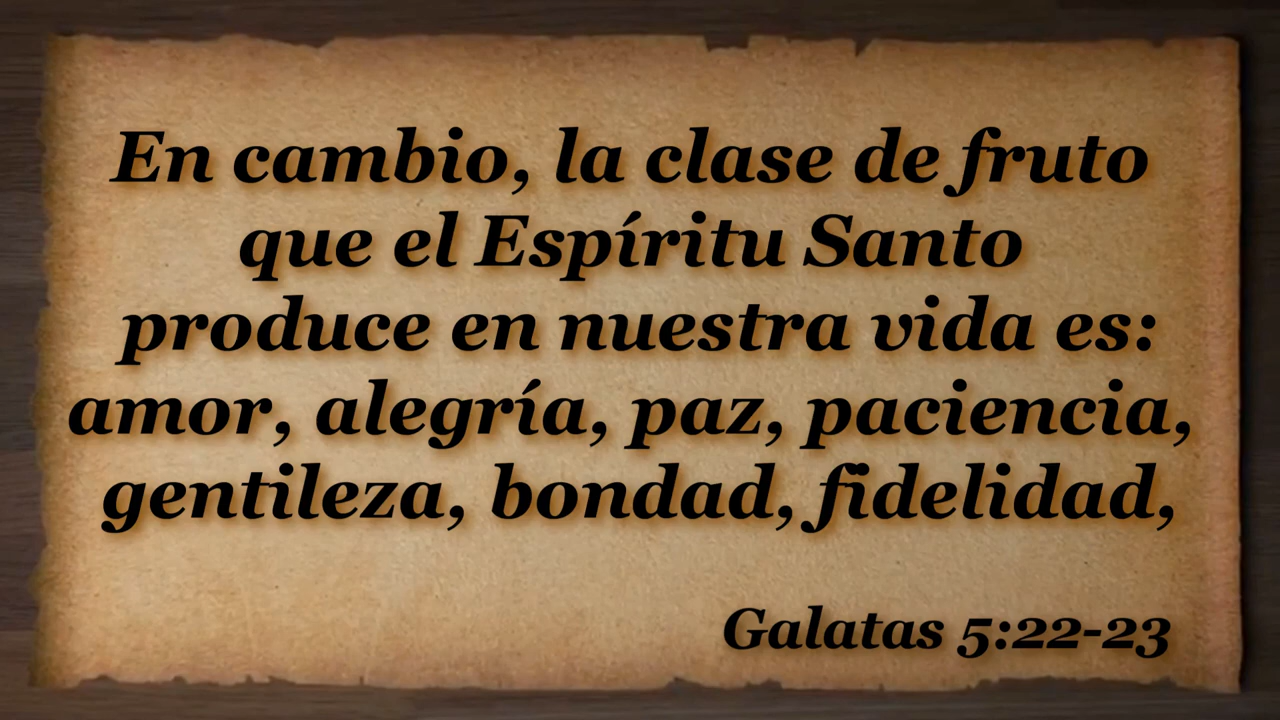 En cambio, la clase de fruto
que el Espíritu Santo
produce en nuestra vida es:
amor, alegría, paz, paciencia,
gentileza, bondad, fidelidad,
Galatas 5:22-23